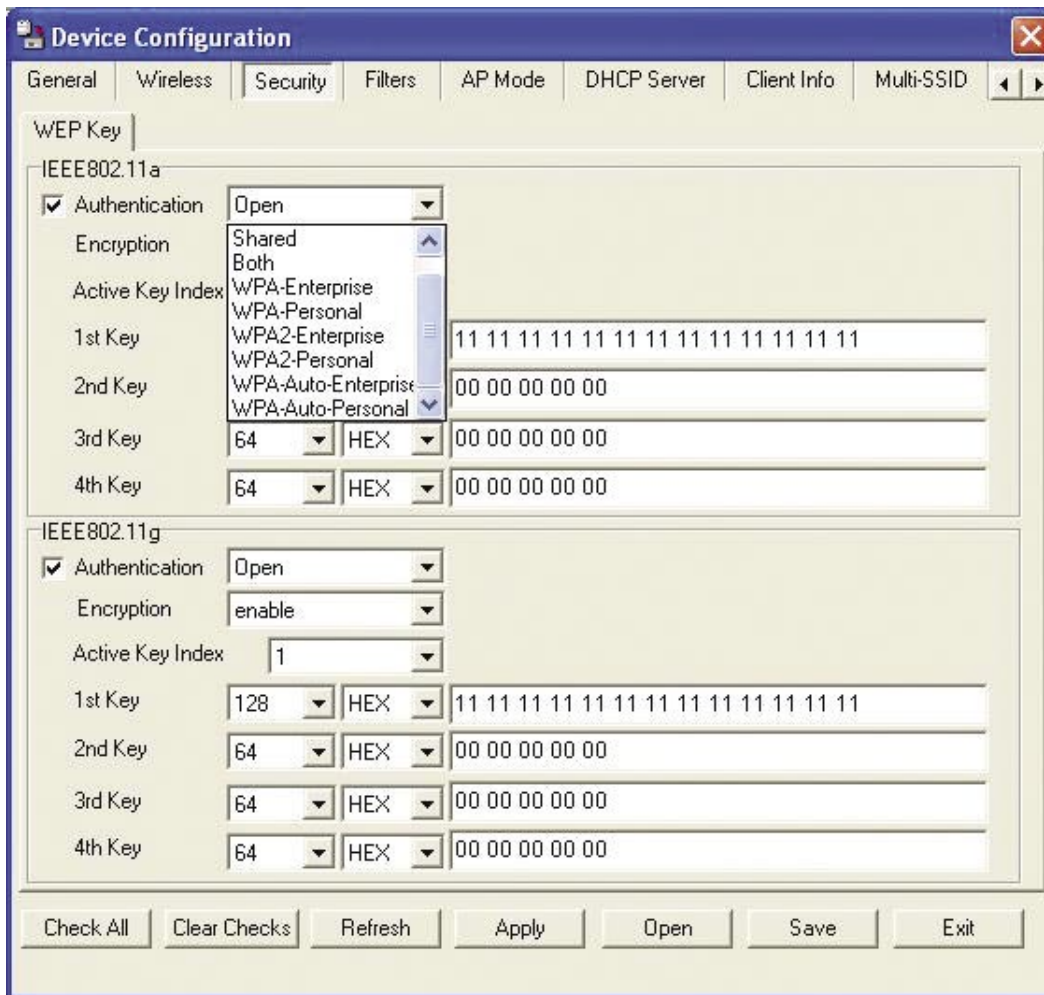 Device Configuration
General Wireless Security Filters AP Mode DHCP Server Client Info Multi-SSID
WEP Key
IEEE802.11a
Authentication Open
Encryption
Shared
Both
Active Key Index
WPA-Enterprise
WPA-Personal
1st Key
WPA2-Enterprise
11 11 11 11 11 11 11 11 11 11 11 11 11
WPA2-Personal
2nd Key
WPA-Auto-Enterprise
00 00 00 00 00
WPA-Auto-Personal
3rd Key 64 HEX 00 00 00 00 00
4th Key 64 HEX 00 00 00 00 00
IEEE802.11g
Authentication Open
Encryption enable
Active Key Index 1
1st Key 128 HEX 11 11 11 11 11 11 11 11 11 11 11 11 11
2nd Key 64 HEX 00 00 00 00 00
3rd Key 64 HEX 00 00 00 00 00
4th Key 64 HEX 00 00 00 00 00
Check All Clear Checks Refresh Apply Open Save Exit